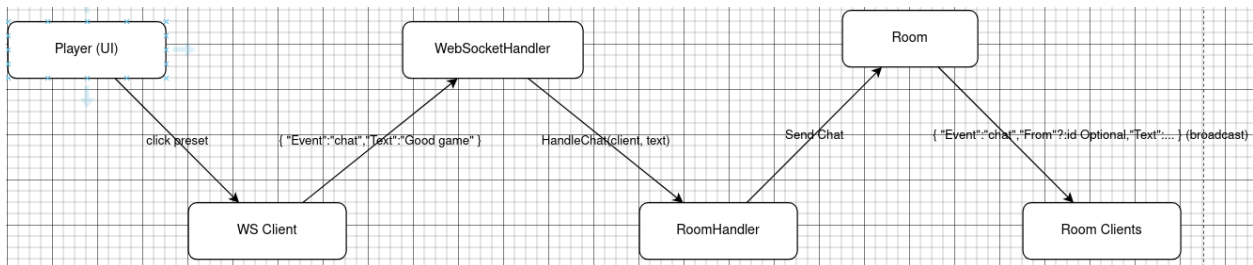 Player (UI)
WebSocketHandler
Room
click preset
{ "Event":"chat","Text":"Good game" }
HandleChat(client, text)
Send Chat
{ "Event":"chat","From"?:id Optional,"Text":... } (broadcast)
WS Client
RoomHandler
Room Clients